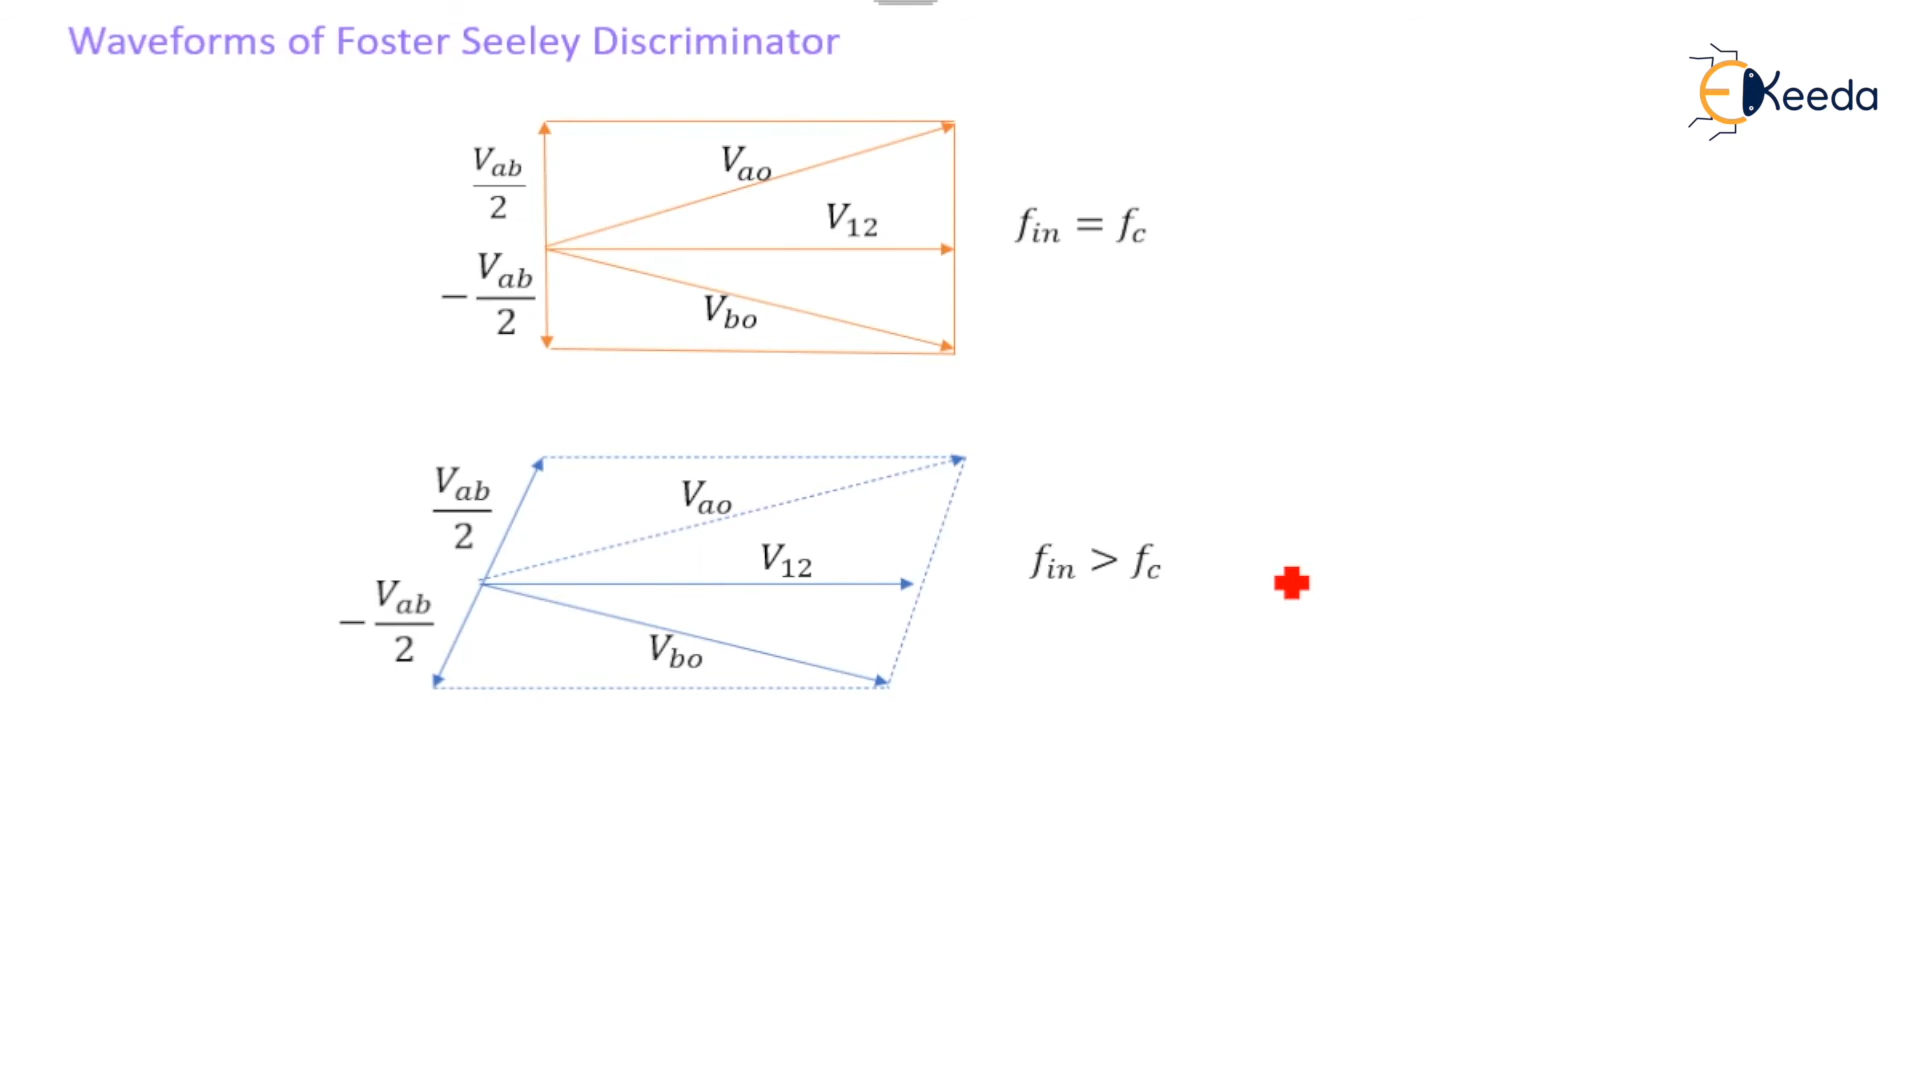 Waveforms of Foster Seeley Discriminator
EKeeda
V_ab/2
V_ao
V_12
f_in = f_c
−V_ab/2
V_bo
V_ab/2
V_ao
V_12
f_in > f_c
−V_ab/2
V_bo